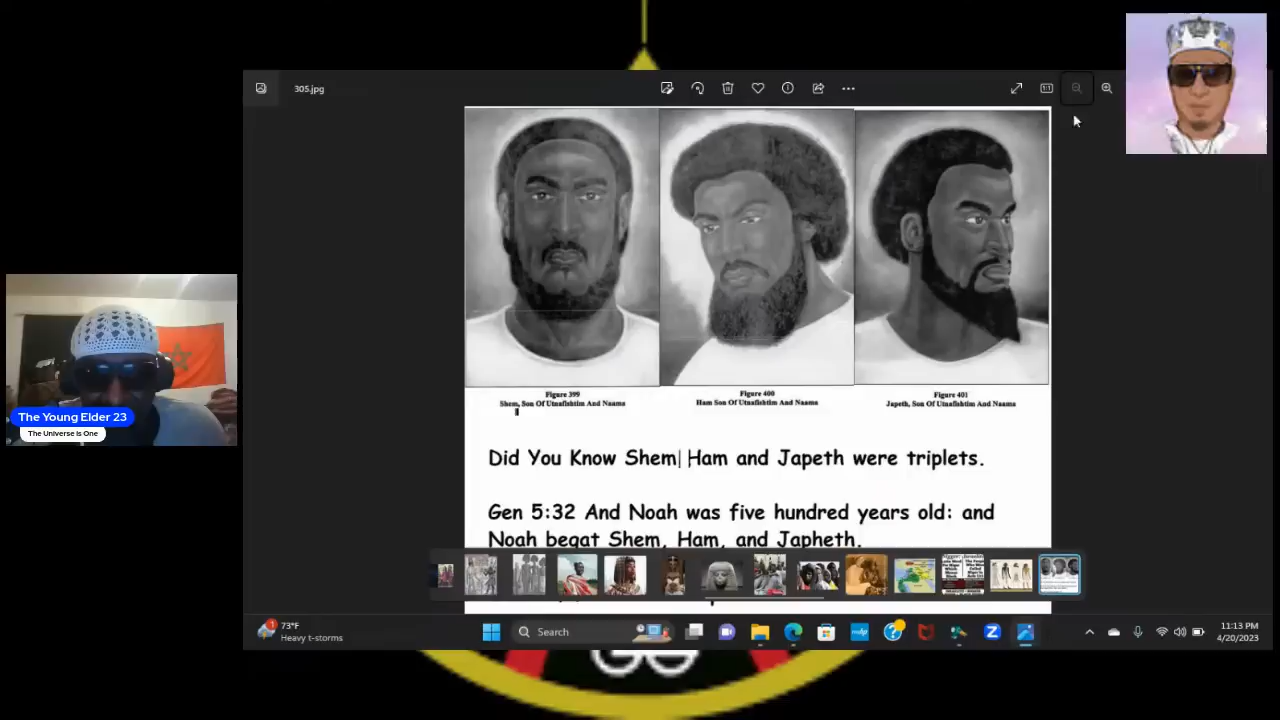 305.jpg
Figure 399
Shem, Son Of Utnafishtim And Naama
Figure 400
Ham Son Of Utnafishtim And Naama
Figure 401
Japeth, Son Of Utnafishtim And Naama
Did You Know Shem Ham and Japeth were triplets.
Gen 5:32 And Noah was five hundred years old: and
Noah begat Shem, Ham, and Japheth.
The Young Elder 23
The Universe is One
73°F
Heavy t-storms
Search
11:13 PM
4/20/2023